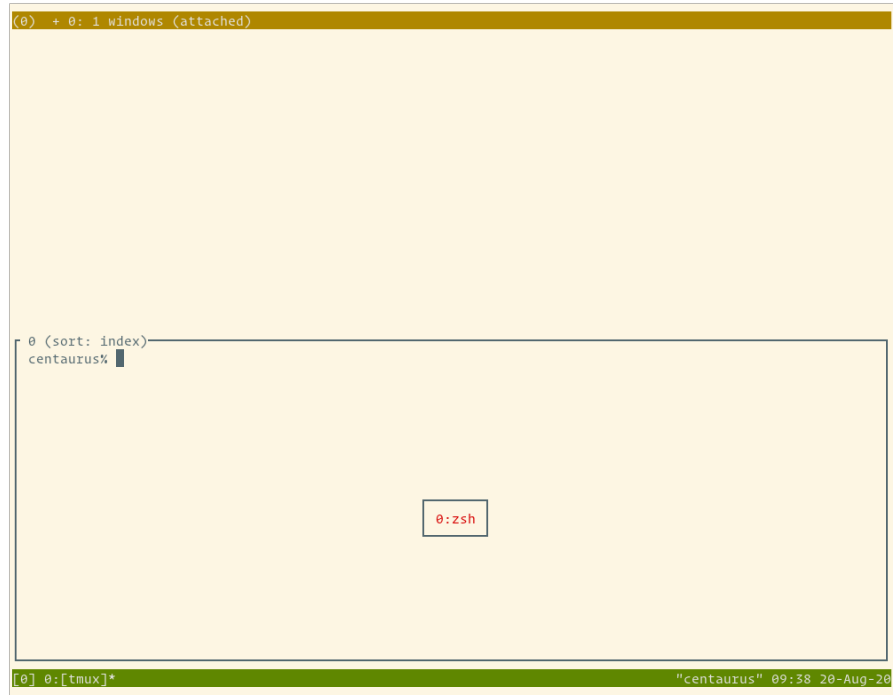 (0)  + 0: 1 windows (attached)
0 (sort: index)
centaurus%
0:zsh
[0] 0:[tmux]* "centaurus" 09:38 20-Aug-20